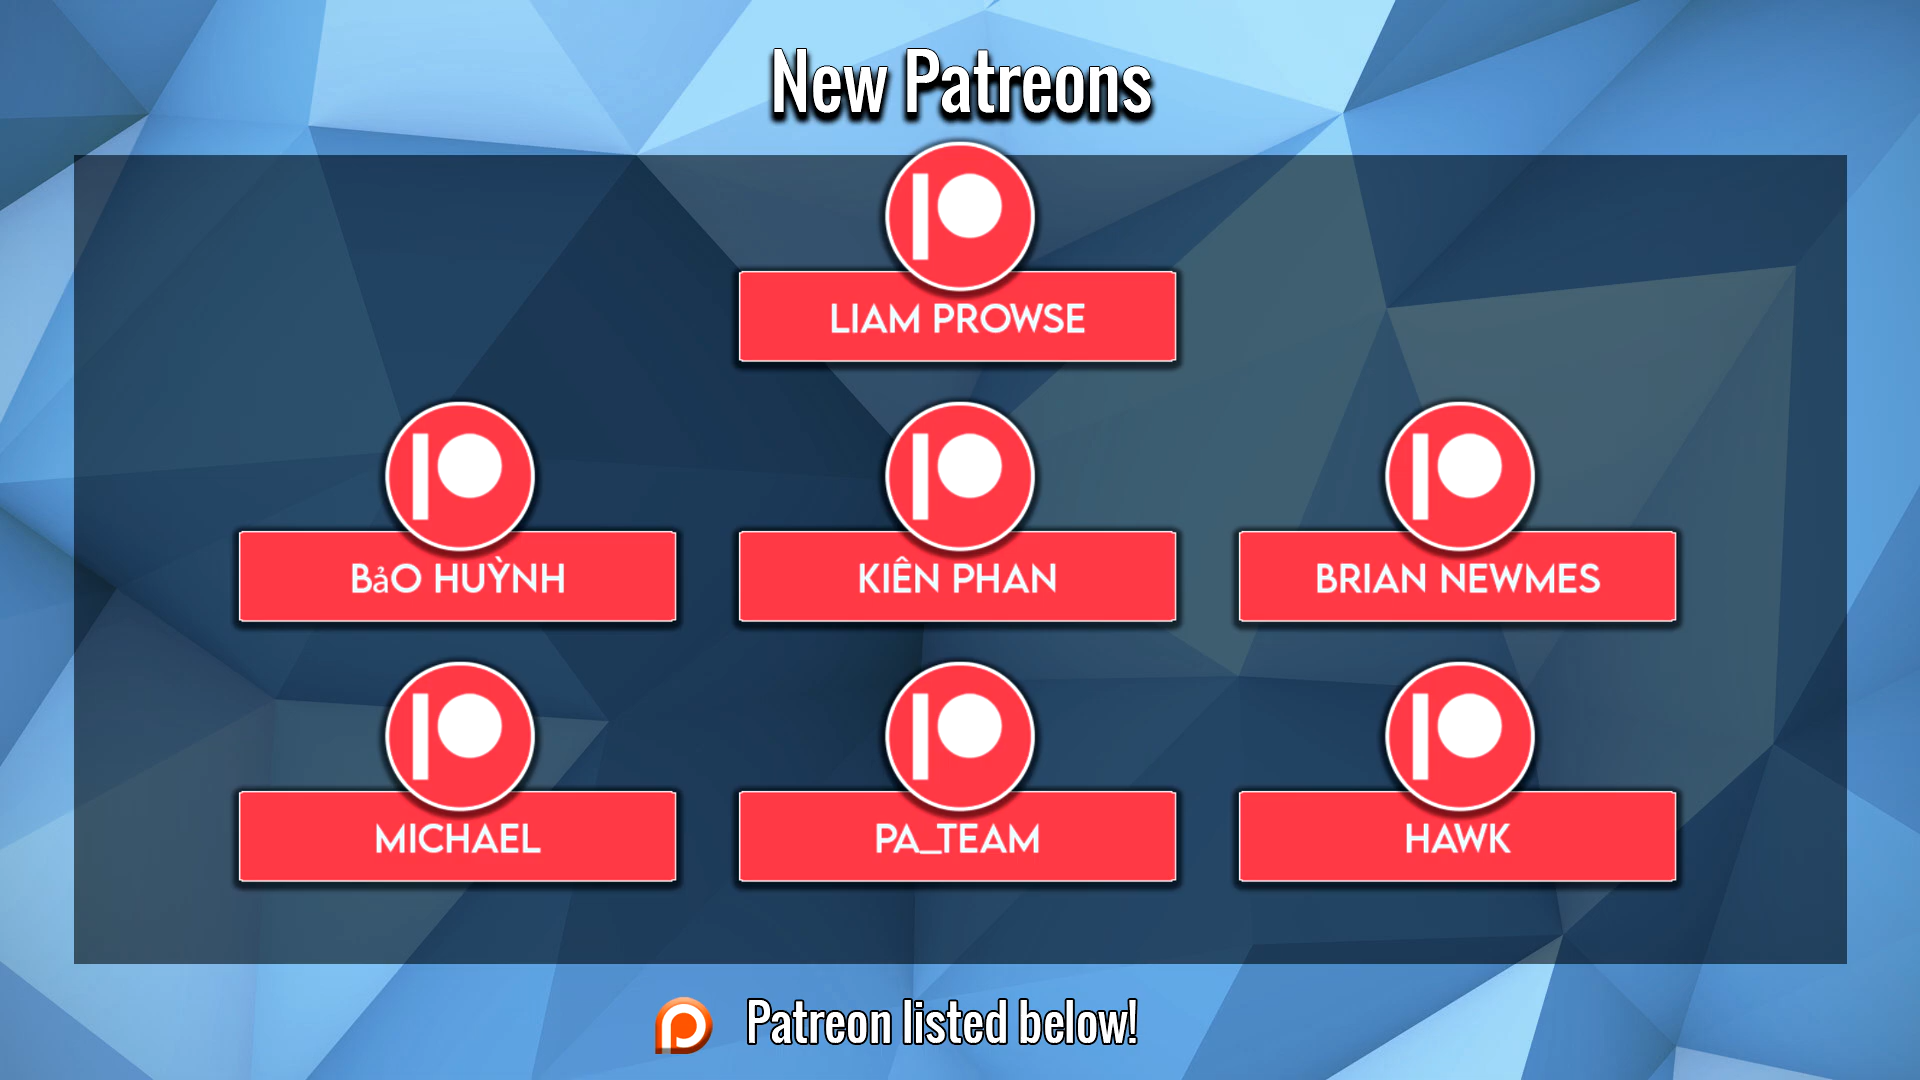 New Patreons
LIAM PROWSE
BảO HUỲNH
KIÊN PHAN
BRIAN NEWMES
MICHAEL
PA_TEAM
HAWK
Patreon listed below!